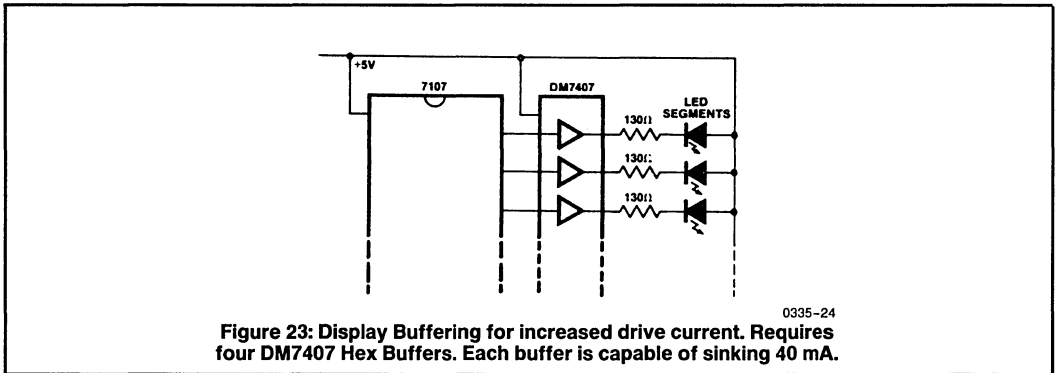 +5V
7107
DM7407
LED
SEGMENTS
130Ω
130Ω
130Ω
0335-24
Figure 23: Display Buffering for increased drive current. Requires
four DM7407 Hex Buffers. Each buffer is capable of sinking 40 mA.